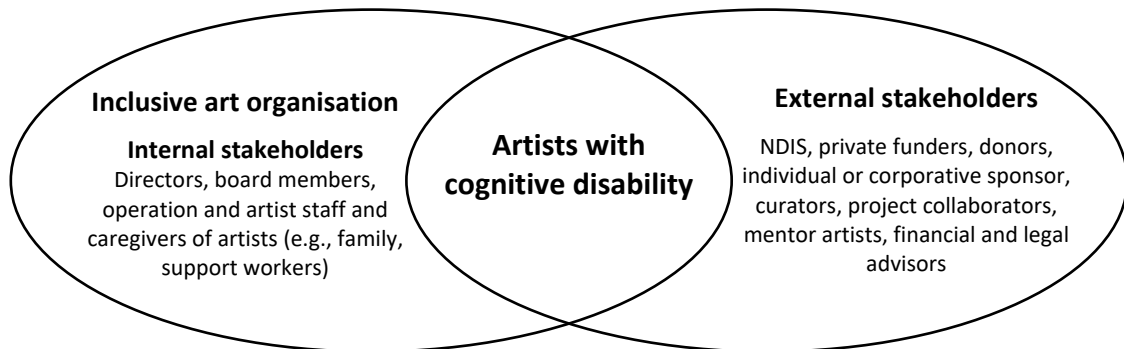 Inclusive art organisation
Internal stakeholders
Directors, board members,
operation and artist staff and
caregivers of artists (e.g., family,
support workers)
Artists with
cognitive disability
External stakeholders
NDIS, private funders, donors,
individual or corporative sponsor,
curators, project collaborators,
mentor artists, financial and legal
advisors